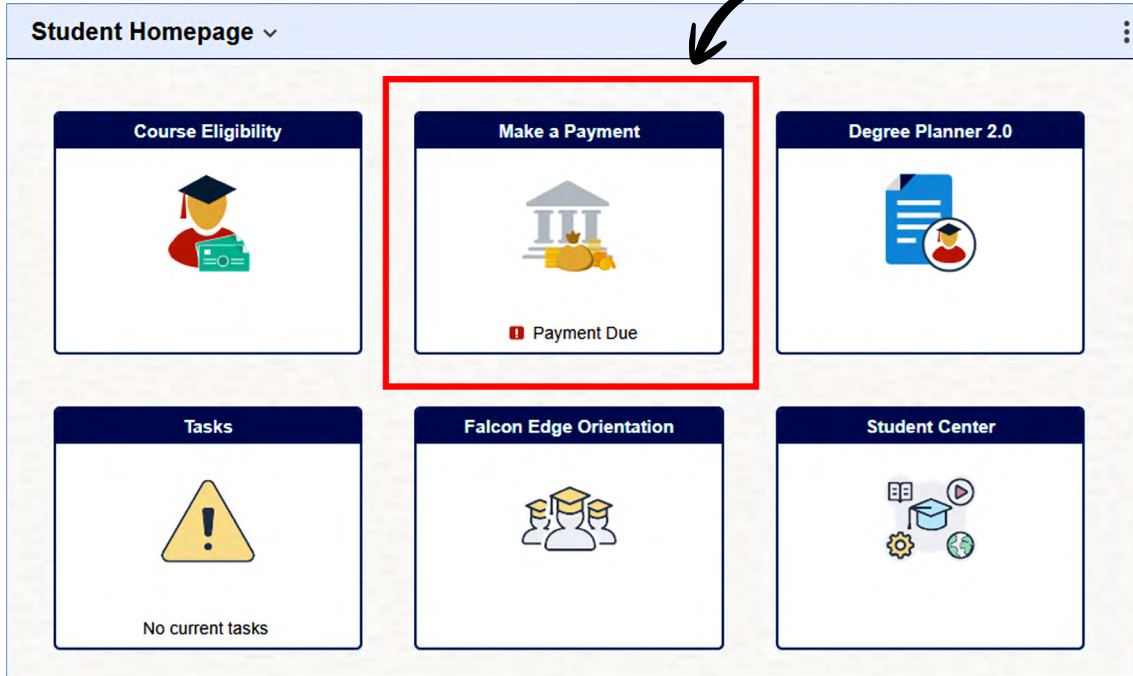 Student Homepage
Course Eligibility
Make a Payment
Degree Planner 2.0
Payment Due
Tasks
Falcon Edge Orientation
Student Center
No current tasks